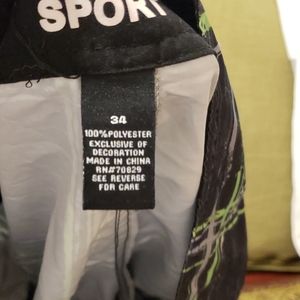 SPORT
34
100%POLYESTER
EXCLUSIVE OF
DECORATION
MADE IN CHINA
RN#70829
SEE REVERSE
FOR CARE